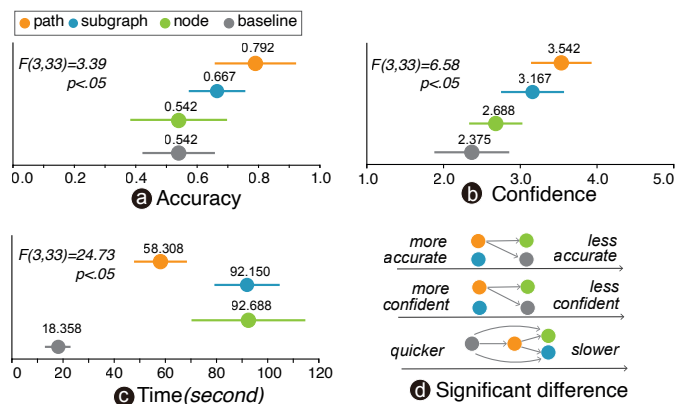 path subgraph node baseline
F(3,33)=3.39
p<.05
0.792
0.667
0.542
0.542
0.0 0.2 0.4 0.6 0.8 1.0
a Accuracy
F(3,33)=6.58
p<.05
3.542
3.167
2.688
2.375
1.0 2.0 3.0 4.0 5.0
b Confidence
F(3,33)=24.73
p<.05
58.308
92.150
92.688
18.358
0 20 40 60 80 100 120
c Time(second)
more accurate
less accurate
more confident
less confident
quicker
slower
d Significant difference